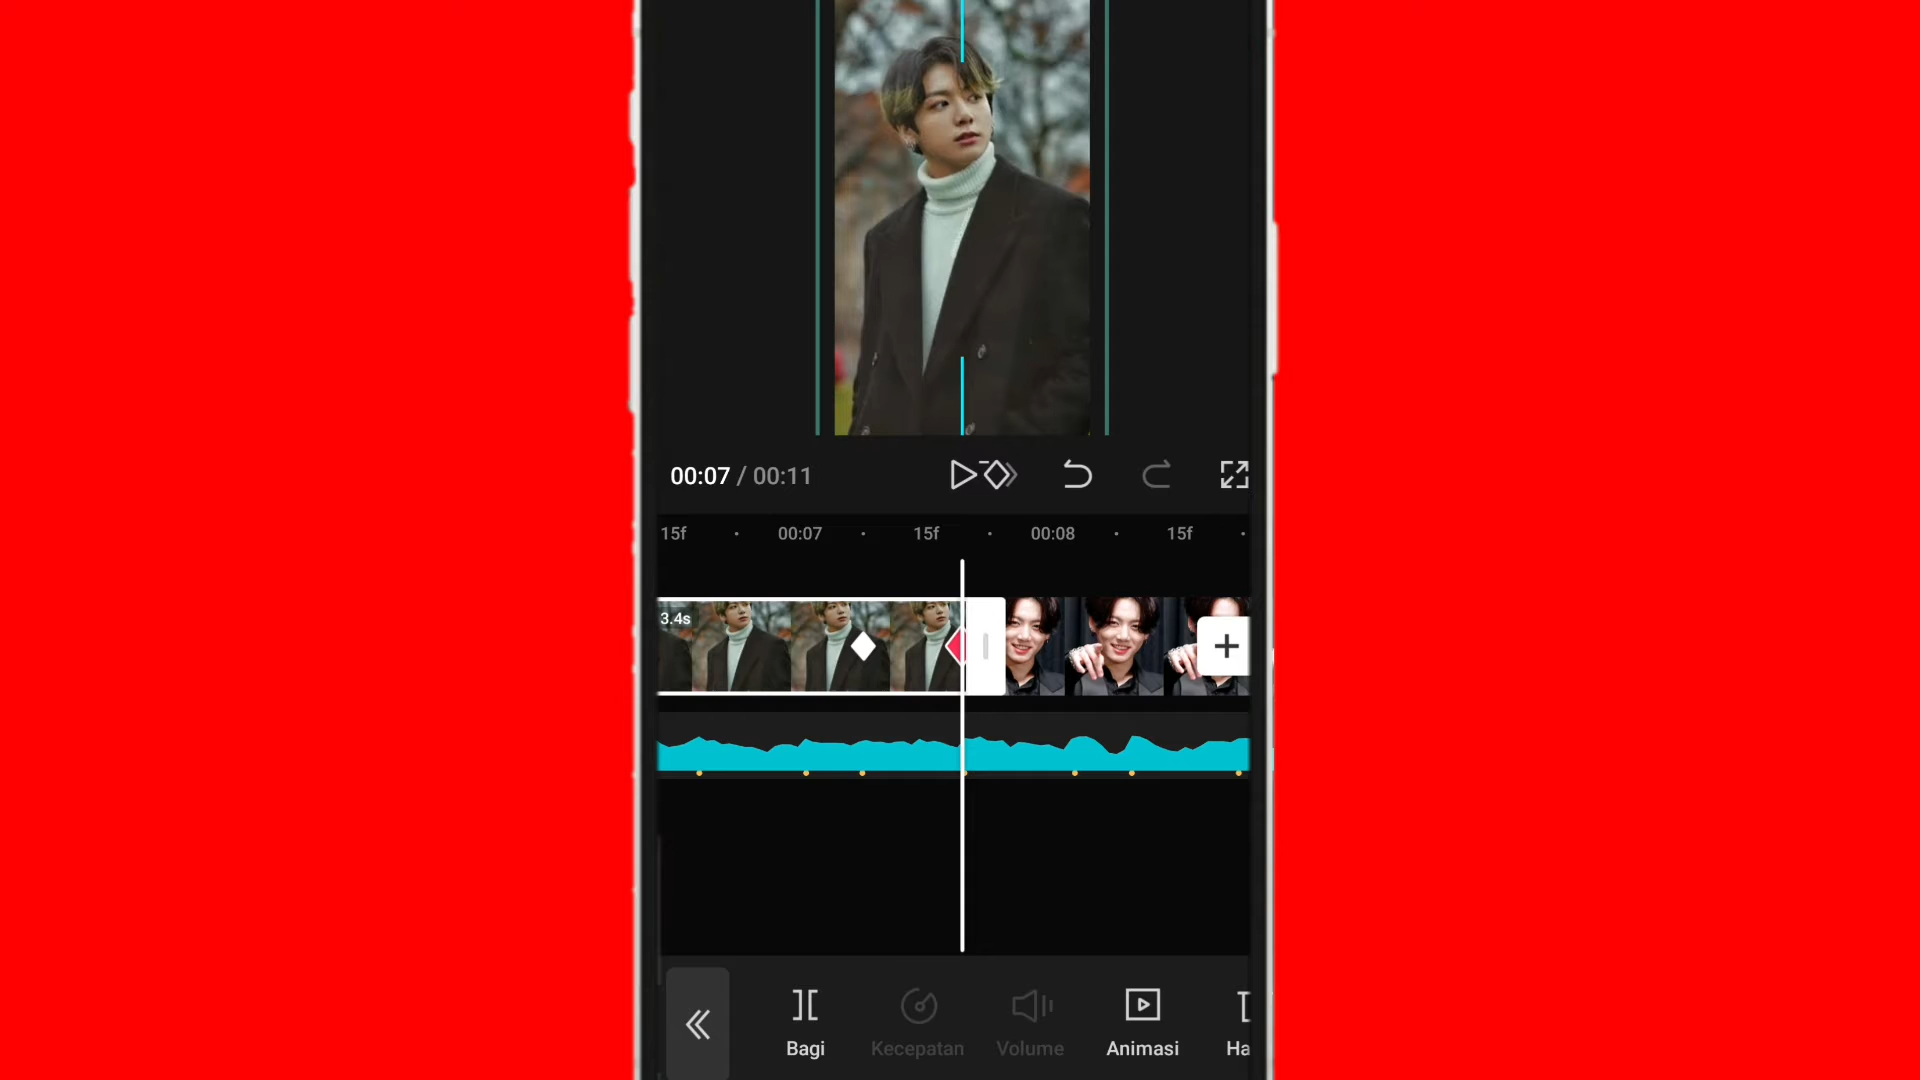 00:07 / 00:11
15f 00:07 15f 00:08 15f
3.4s
Bagi Kecepatan Volume Animasi Ha